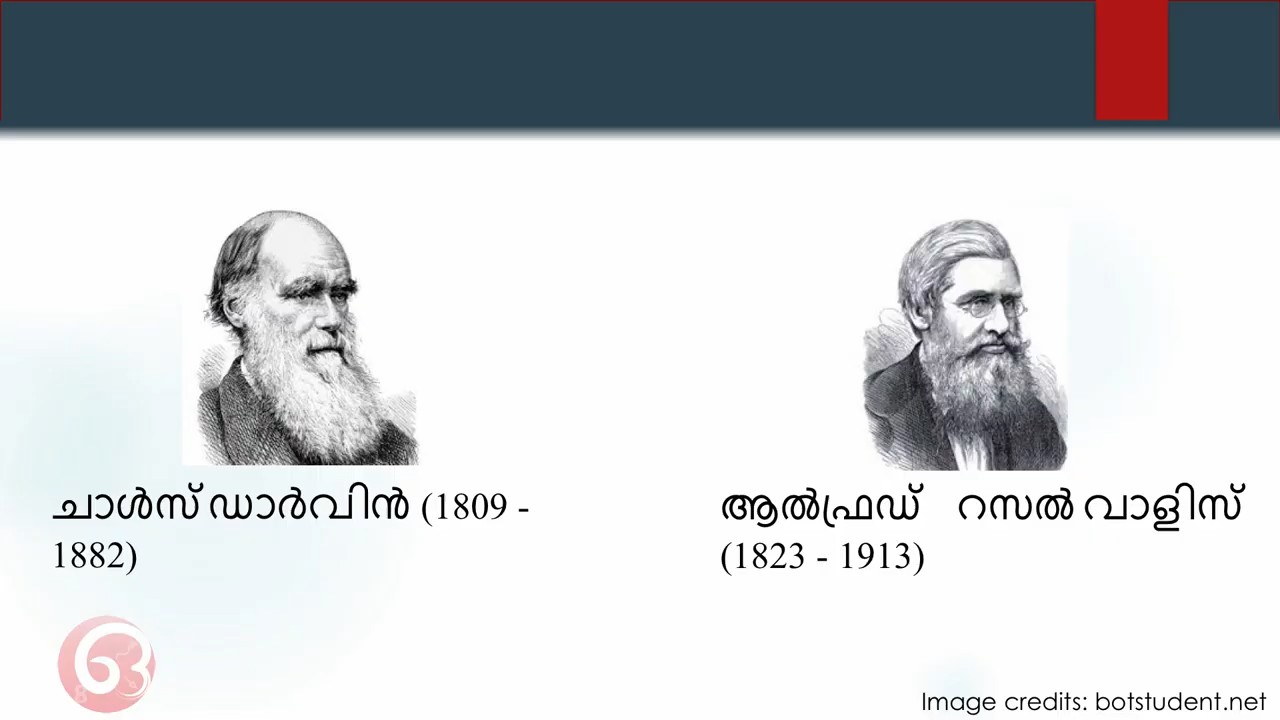 ചാൾസ് ഡാർവിൻ (1809 -
1882)
ആൽഫ്രഡ് റസൽ വാളിസ്
(1823 - 1913)
Image credits: botstudent.net